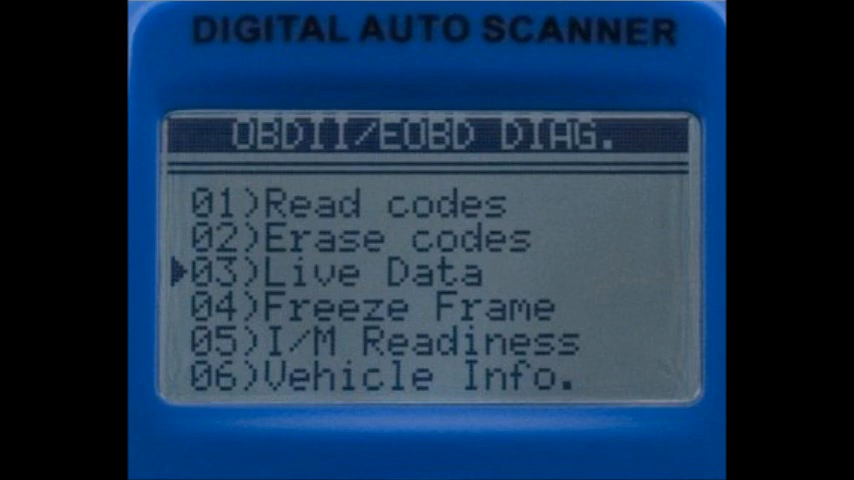 DIGITAL AUTO SCANNER
OBDII/EOBD DIAG.
01)Read codes
02)Erase codes
03)Live Data
04)Freeze Frame
05)I/M Readiness
06)Vehicle Info.